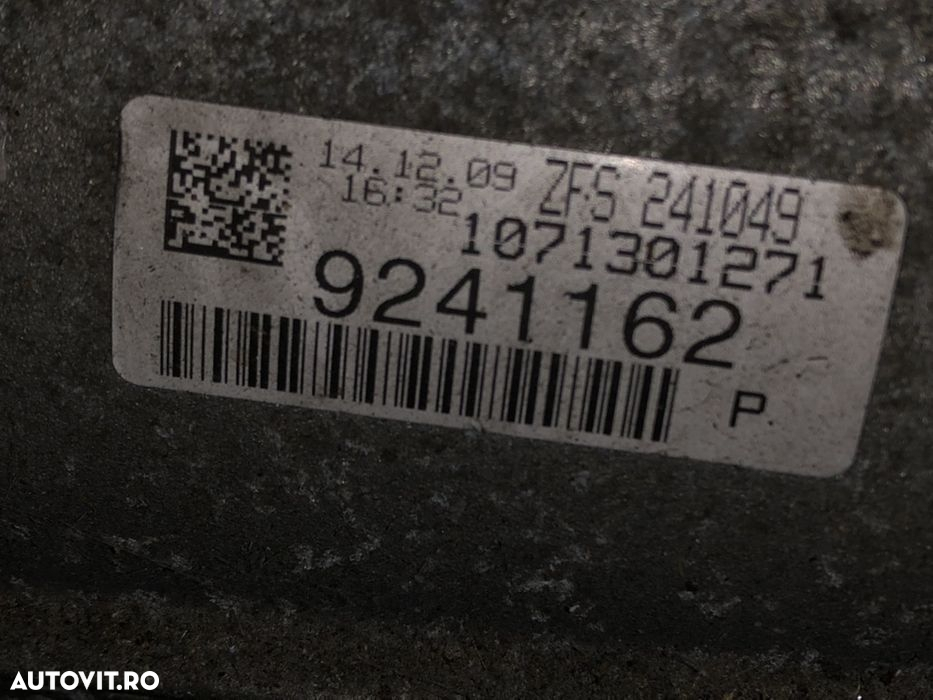 14.12.09 ZFS 241049
16:32
1071301271
9241162
P
AUTOVIT.RO